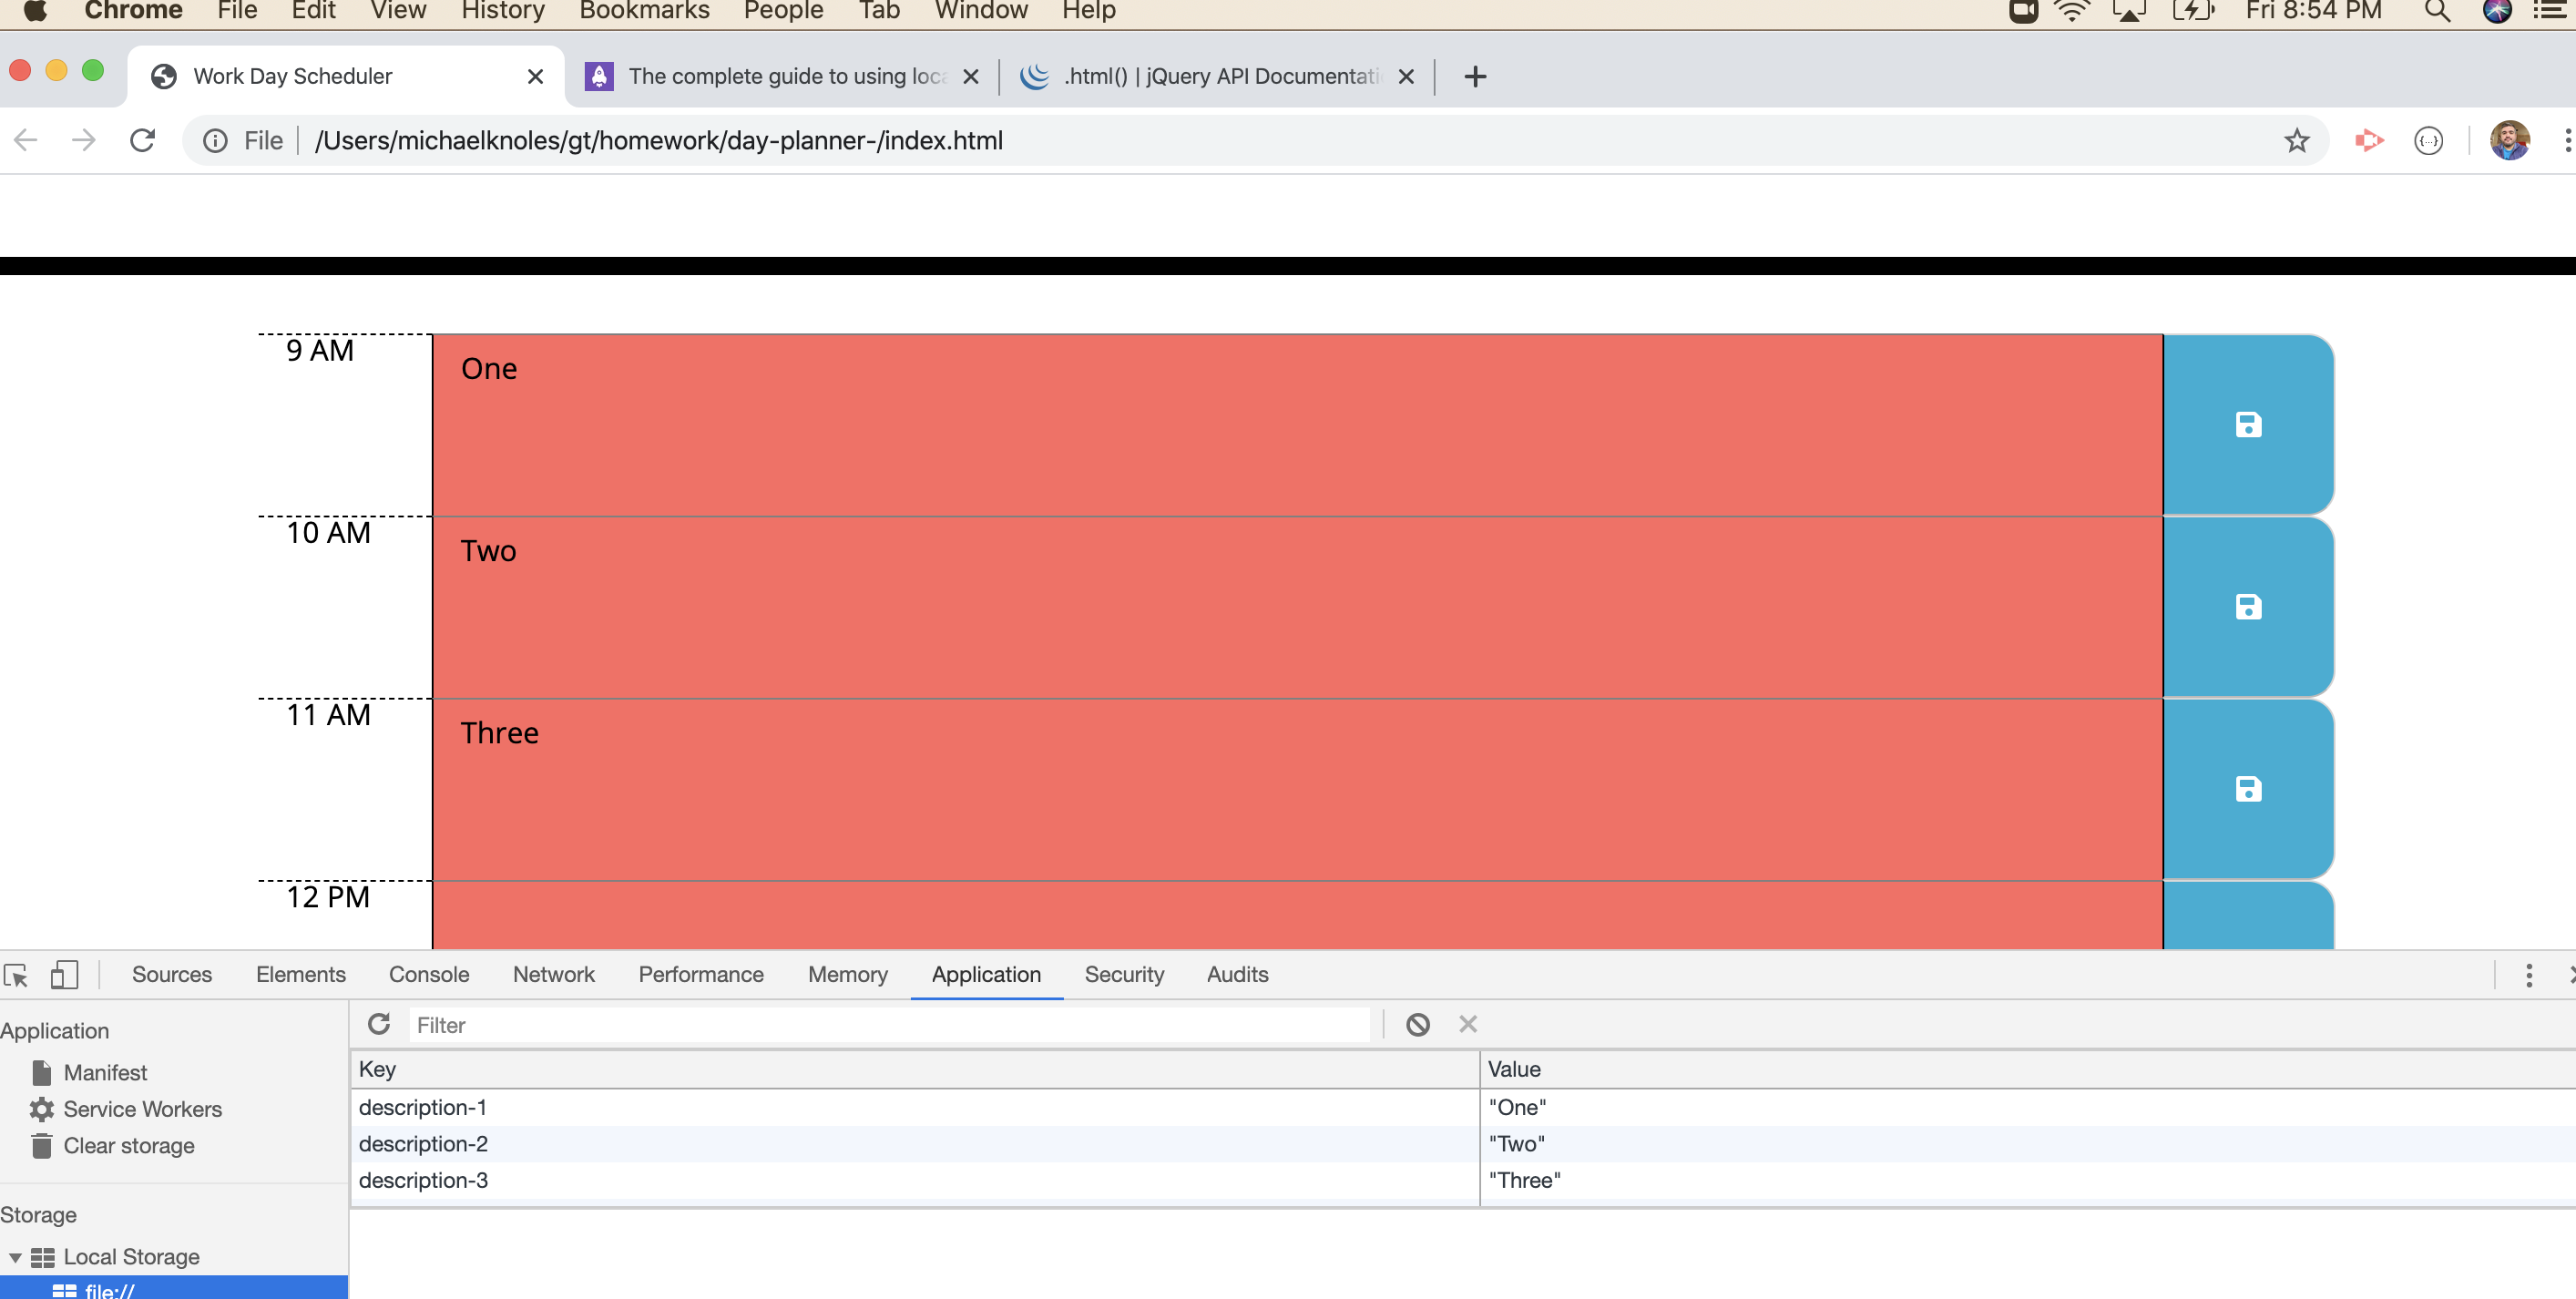 Chrome File Edit View History Bookmarks People Tab Window Help Fri 8:54 PM
Work Day Scheduler The complete guide to using loca .html() | jQuery API Documentati
File /Users/michaelknoles/gt/homework/day-planner-/index.html
9 AM One
10 AM Two
11 AM Three
12 PM
Sources Elements Console Network Performance Memory Application Security Audits
Application
Filter
Key Value
Manifest
description-1 "One"
Service Workers
description-2 "Two"
Clear storage
description-3 "Three"
Storage
Local Storage
file://